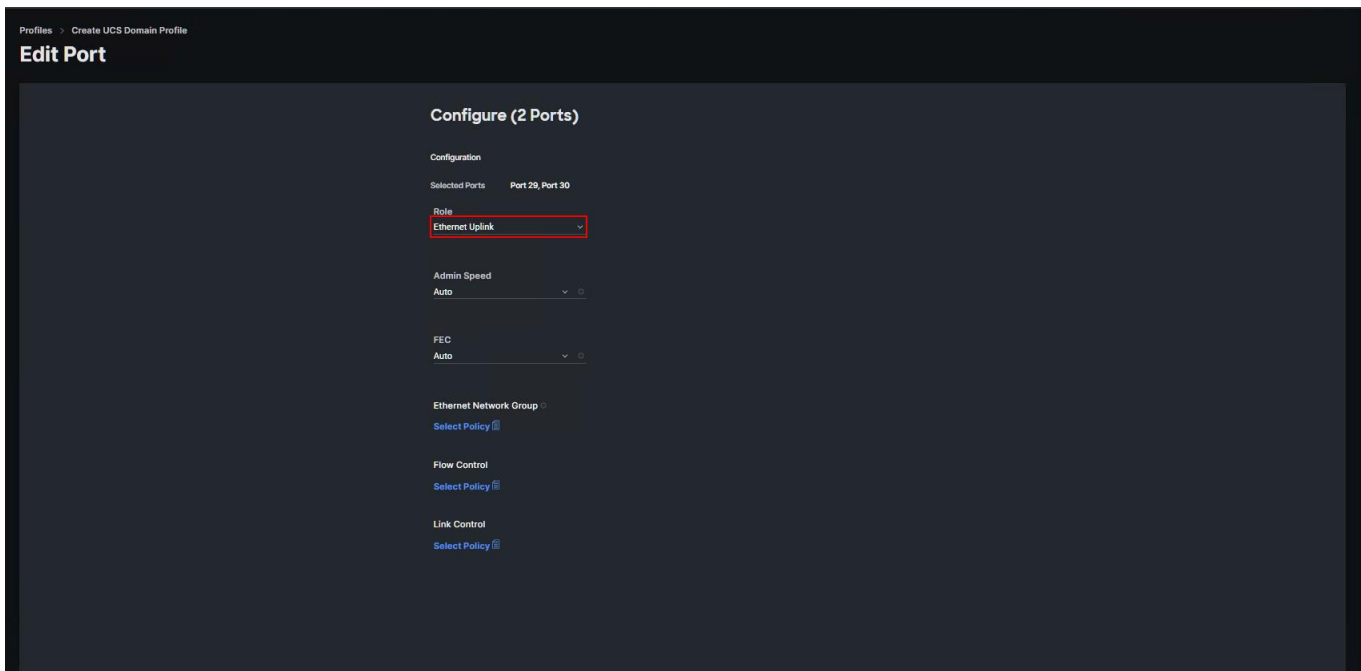 Profiles > Create UCS Domain Profile
Edit Port
Configure (2 Ports)
Configuration
Selected Ports Port 29, Port 30
Role
Ethernet Uplink
Admin Speed
Auto
FEC
Auto
Ethernet Network Group
Select Policy
Flow Control
Select Policy
Link Control
Select Policy